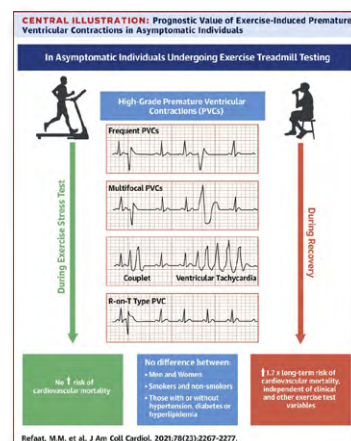 CENTRAL ILLUSTRATION: Prognostic Value of Exercise-Induced Premature
Ventricular Contractions in Asymptomatic Individuals
In Asymptomatic Individuals Undergoing Exercise Treadmill Testing
High-Grade Premature Ventricular
Contractions (PVCs)
Frequent PVCs
Multifocal PVCs
Couplet
Ventricular Tachycardia
R-on-T Type PVC
During Exercise Stress Test
During Recovery
No ↑ risk of
cardiovascular mortality
No difference between:
• Men and Women
• Smokers and non-smokers
• Those with or without
hypertension, diabetes or
hyperlipidemia
↑ 1.7 x long-term risk of
cardiovascular mortality,
independent of clinical
and other exercise test
variables
Refaat, M.M. et al. J Am Coll Cardiol. 2021;78(23):2267-2277.